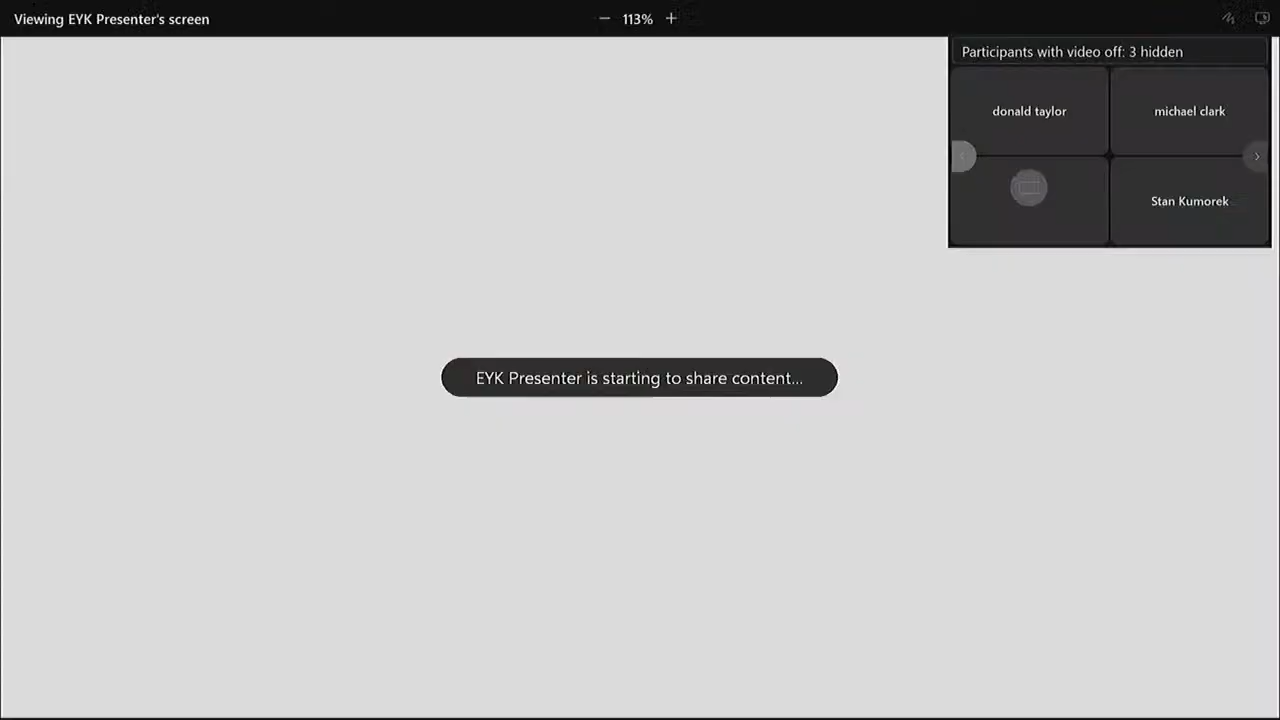 Viewing EYK Presenter's screen
113%
Participants with video off: 3 hidden
donald taylor
michael clark
Stan Kumorek
EYK Presenter is starting to share content...